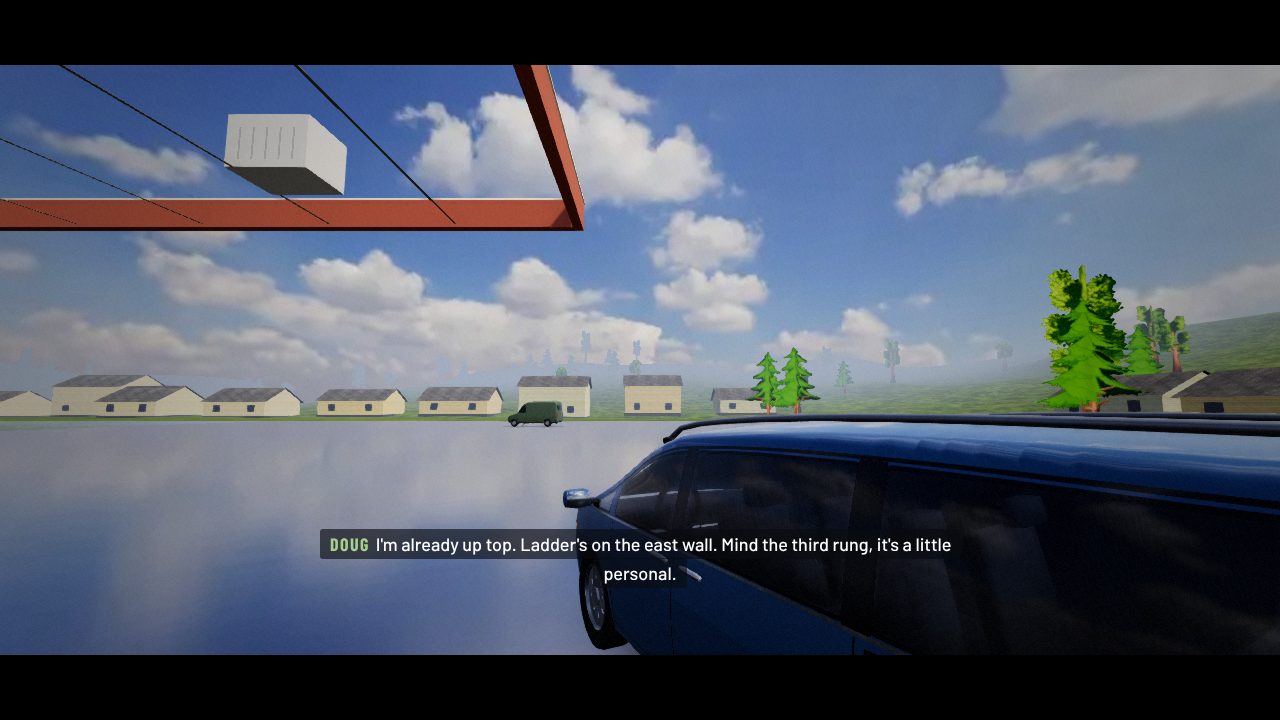 DOUG I'm already up top. Ladder's on the east wall. Mind the third rung, it's a little
personal.